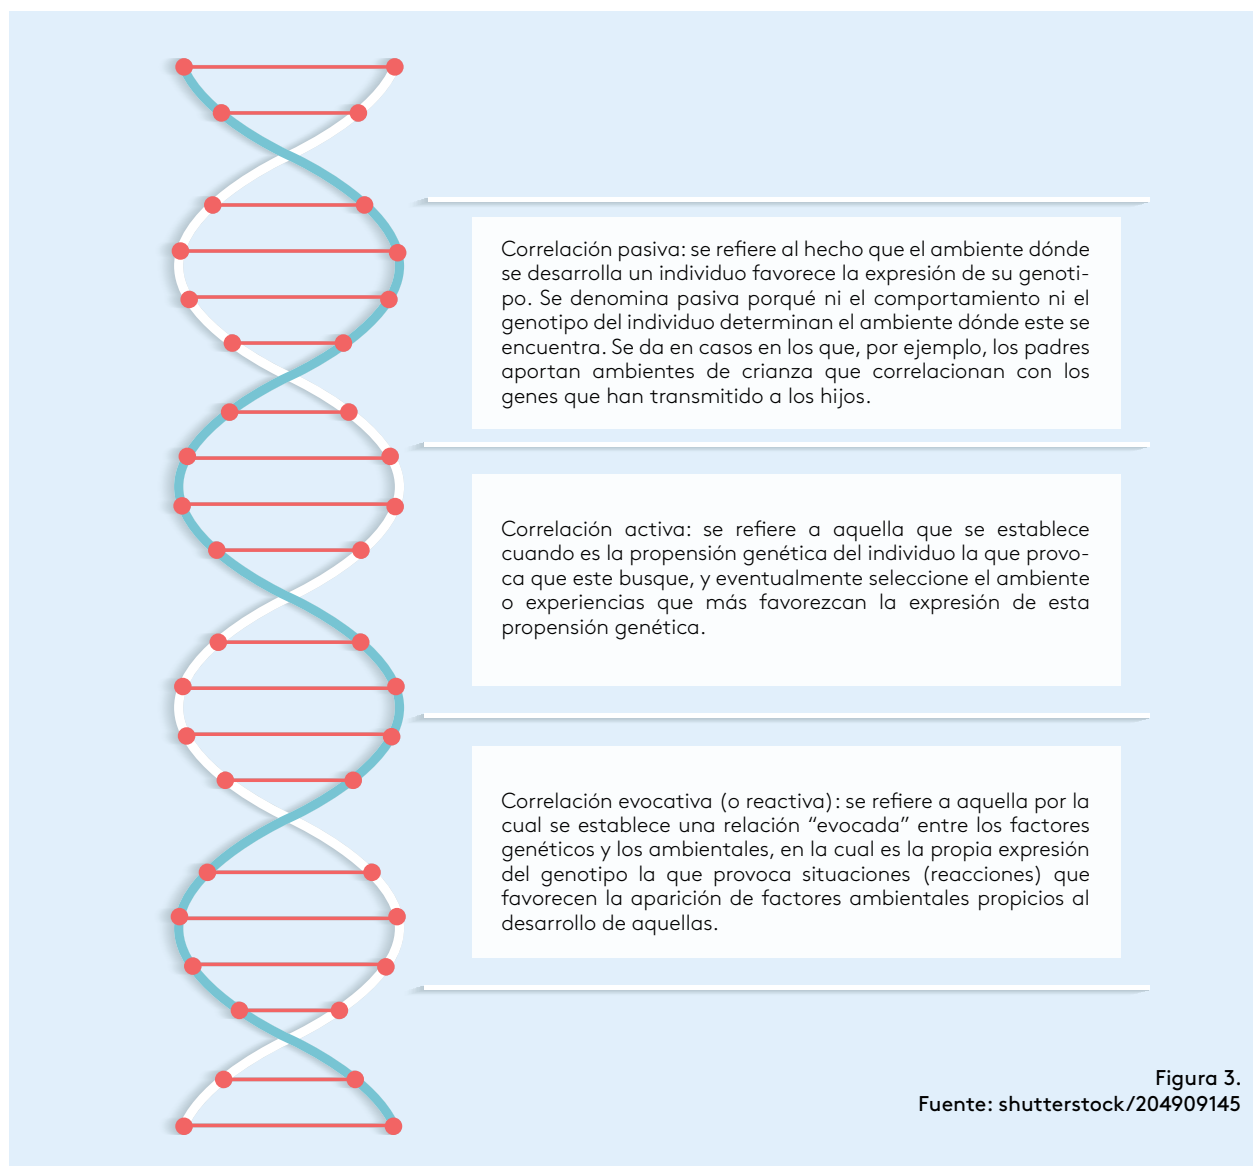 Correlación pasiva: se refiere al hecho que el ambiente dónde
se desarrolla un individuo favorece la expresión de su genoti-
po. Se denomina pasiva porqué ni el comportamiento ni el
genotipo del individuo determinan el ambiente dónde este se
encuentra. Se da en casos en los que, por ejemplo, los padres
aportan ambientes de crianza que correlacionan con los
genes que han transmitido a los hijos.
Correlación activa: se refiere a aquella que se establece
cuando es la propensión genética del individuo la que provo-
ca que este busque, y eventualmente seleccione el ambiente
o experiencias que más favorezcan la expresión de esta
propensión genética.
Correlación evocativa (o reactiva): se refiere a aquella por la
cual se establece una relación “evocada” entre los factores
genéticos y los ambientales, en la cual es la propia expresión
del genotipo la que provoca situaciones (reacciones) que
favorecen la aparición de factores ambientales propicios al
desarrollo de aquellas.
Figura 3.
Fuente: shutterstock/204909145